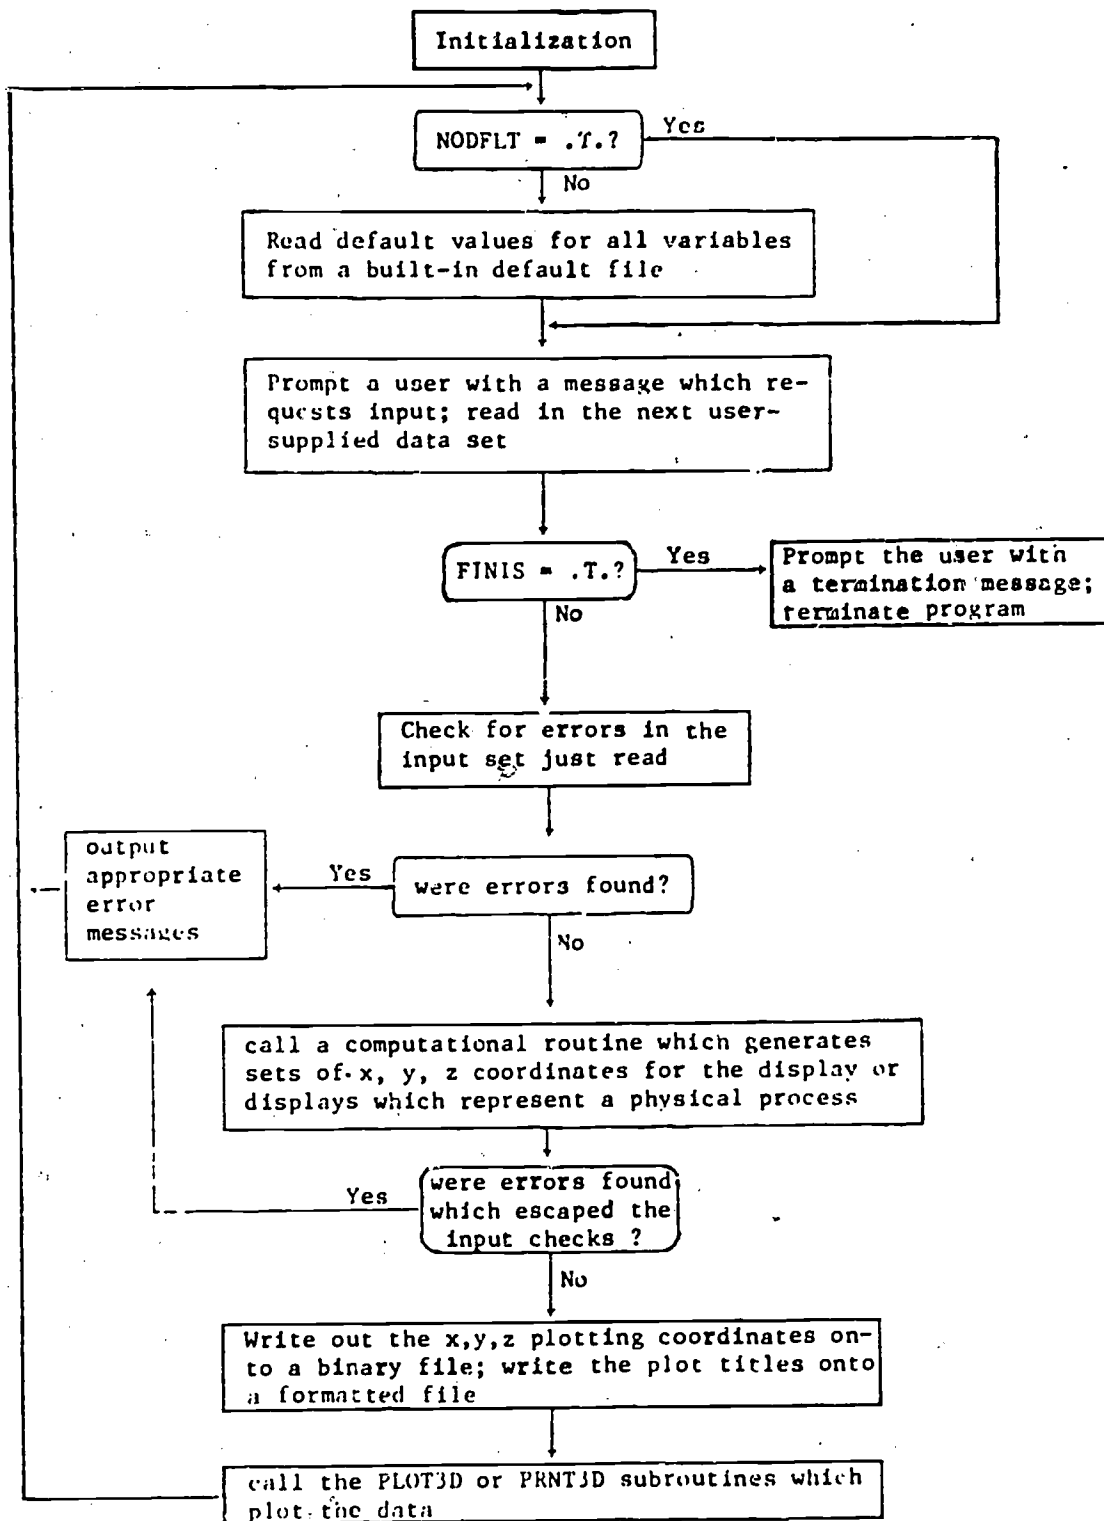 Initialization
NODFLT = .T.?
Yes
No
Read default values for all variables
from a built-in default file
Prompt a user with a message which re-
quests input; read in the next user-
supplied data set
FINIS = .T.?
Yes
No
Prompt the user with
a termination message;
terminate program
Check for errors in the
input set just read
output
appropriate
error
messages
Yes
were errors found?
No
call a computational routine which generates
sets of x, y, z coordinates for the display or
displays which represent a physical process
Yes
were errors found
which escaped the
input checks ?
No
Write out the x,y,z plotting coordinates on-
to a binary file; write the plot titles onto
a formatted file
call the PLOT3D or PRNT3D subroutines which
plot the data